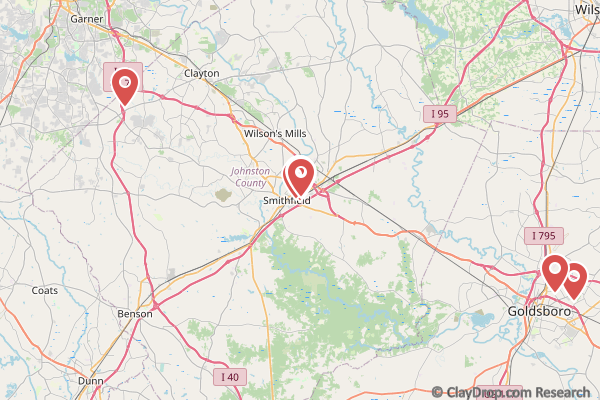 Garner
Wils
Clayton
I 95
Wilson's Mills
Johnston
County
Smithfield
I 795
Coats
Benson
Goldsboro
Dunn
I 40
© ClayDrop.com Research